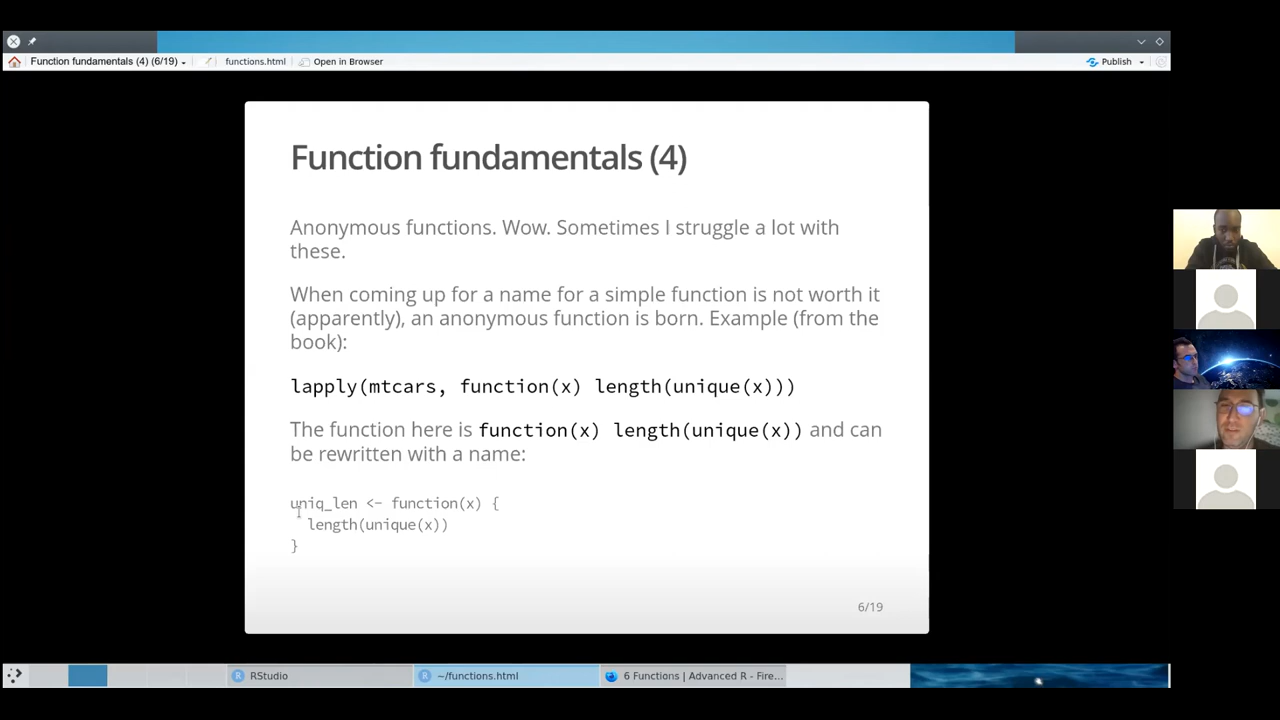 Function fundamentals (4) (6/19)
functions.html
Open in Browser
Publish
Function fundamentals (4)
Anonymous functions. Wow. Sometimes I struggle a lot with
these.
When coming up for a name for a simple function is not worth it
(apparently), an anonymous function is born. Example (from the
book):
lapply(mtcars, function(x) length(unique(x)))
The function here is function(x) length(unique(x)) and can
be rewritten with a name:
uniq_len <- function(x) {
length(unique(x))
}
6/19
RStudio
~/functions.html
6 Functions | Advanced R - Fire...